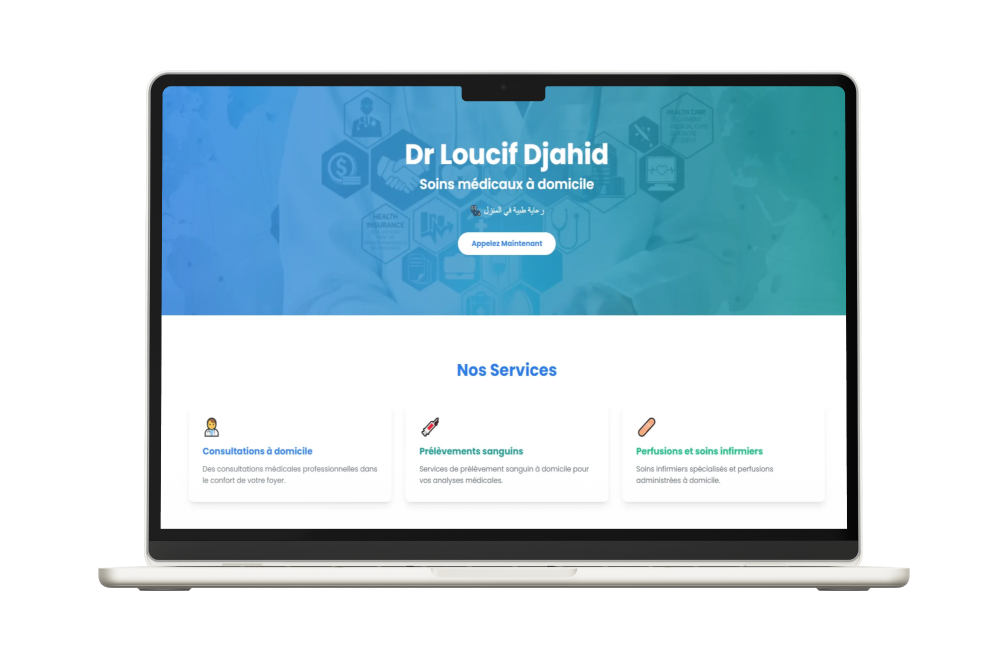 HEALTH CARE
Dr Loucif Djahid
Soins médicaux à domicile
رعاية طبية في المنزل
HEALTH
INSURANCE
Appelez Maintenant
Nos Services
Consultations à domicile
Des consultations médicales professionnelles dans
le confort de votre foyer.
Prélèvements sanguins
Services de prélèvement sanguin à domicile pour
vos analyses médicales.
Perfusions et soins infirmiers
Soins infirmiers spécialisés et perfusions
administrées à domicile.